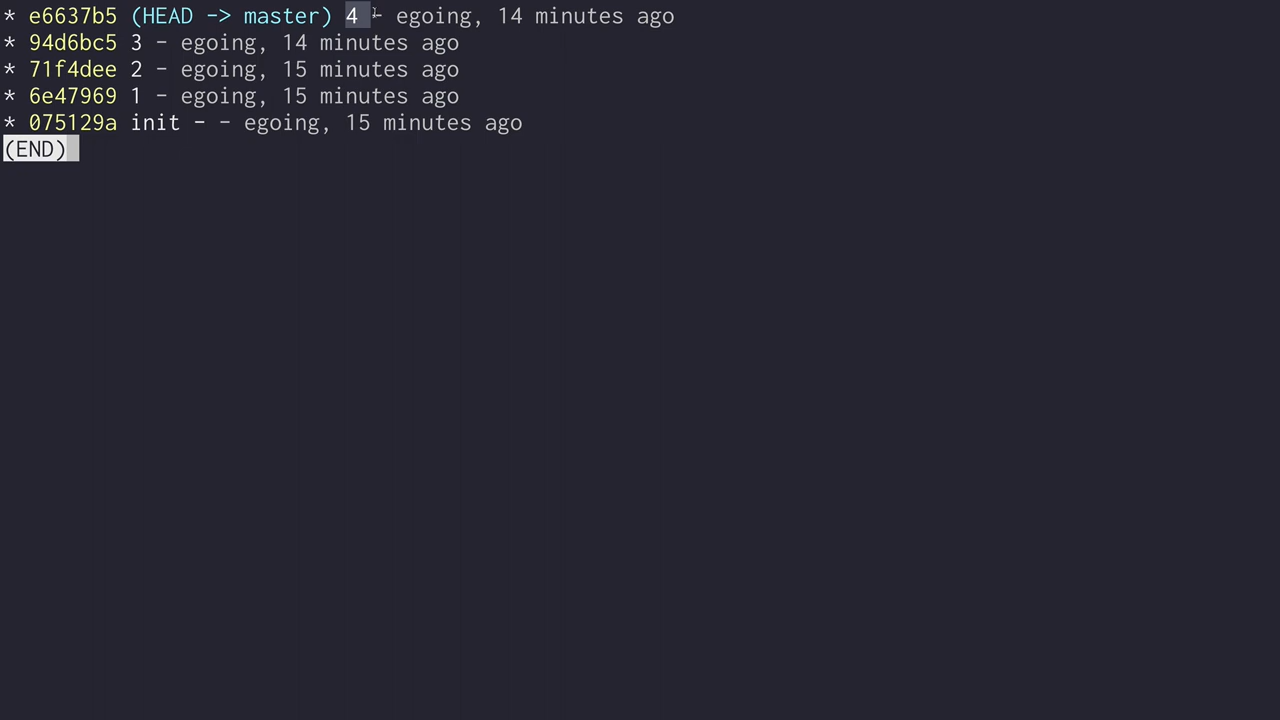 * e6637b5 (HEAD -> master) 4 - egoing, 14 minutes ago
* 94d6bc5 3 - egoing, 14 minutes ago
* 71f4dee 2 - egoing, 15 minutes ago
* 6e47969 1 - egoing, 15 minutes ago
* 075129a init - - egoing, 15 minutes ago
(END)